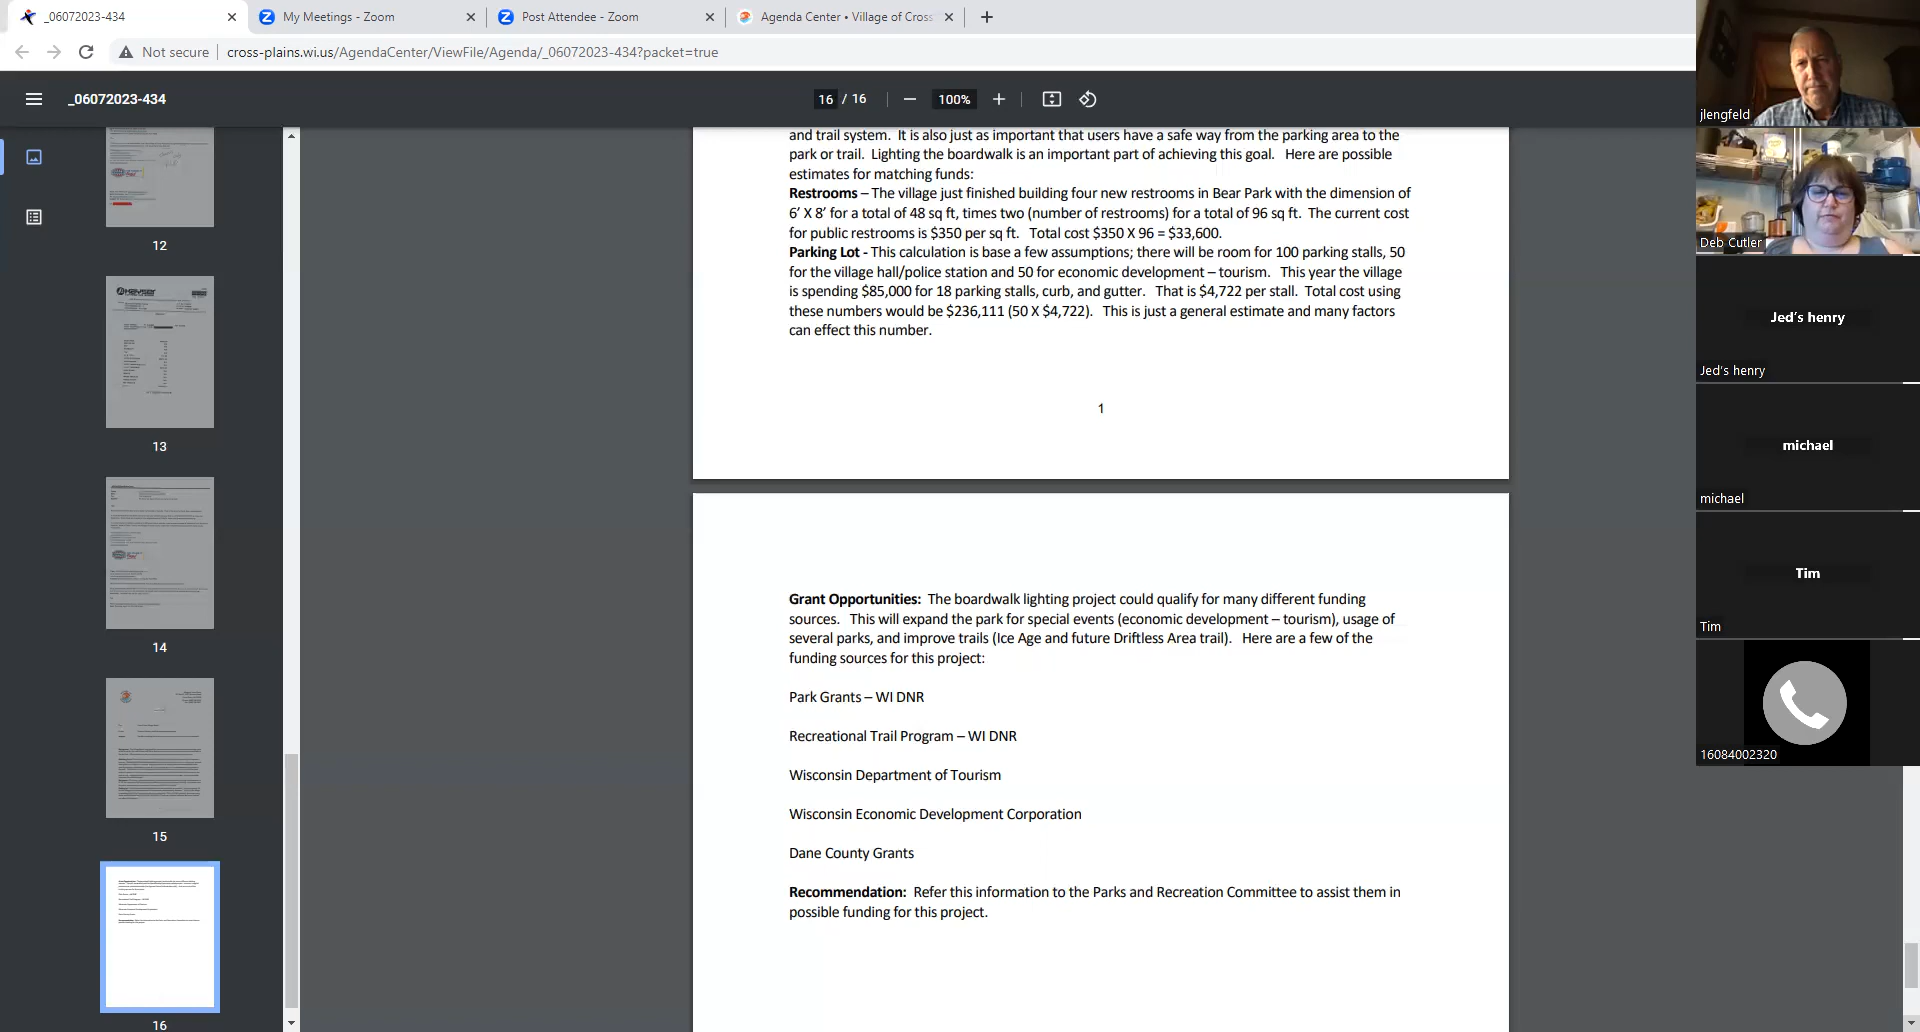 _06072023-434
My Meetings - Zoom
Post Attendee - Zoom
Agenda Center • Village of Cross
Not secure
cross-plains.wi.us/AgendaCenter/ViewFile/Agenda/_06072023-434?packet=true
_06072023-434
16 / 16
100%
12
13
14
15
16
and trail system. It is also just as important that users have a safe way from the parking area to the
park or trail. Lighting the boardwalk is an important part of achieving this goal. Here are possible
estimates for matching funds:
Restrooms – The village just finished building four new restrooms in Bear Park with the dimension of
6’ X 8’ for a total of 48 sq ft, times two (number of restrooms) for a total of 96 sq ft. The current cost
for public restrooms is $350 per sq ft. Total cost $350 X 96 = $33,600.
Parking Lot - This calculation is base a few assumptions; there will be room for 100 parking stalls, 50
for the village hall/police station and 50 for economic development – tourism. This year the village
is spending $85,000 for 18 parking stalls, curb, and gutter. That is $4,722 per stall. Total cost using
these numbers would be $236,111 (50 X $4,722). This is just a general estimate and many factors
can effect this number.
1
Grant Opportunities: The boardwalk lighting project could qualify for many different funding
sources. This will expand the park for special events (economic development – tourism), usage of
several parks, and improve trails (Ice Age and future Driftless Area trail). Here are a few of the
funding sources for this project:
Park Grants – WI DNR
Recreational Trail Program – WI DNR
Wisconsin Department of Tourism
Wisconsin Economic Development Corporation
Dane County Grants
Recommendation: Refer this information to the Parks and Recreation Committee to assist them in
possible funding for this project.
jlengfeld
Deb Cutler
Jed's henry
Jed's henry
michael
michael
Tim
Tim
16084002320